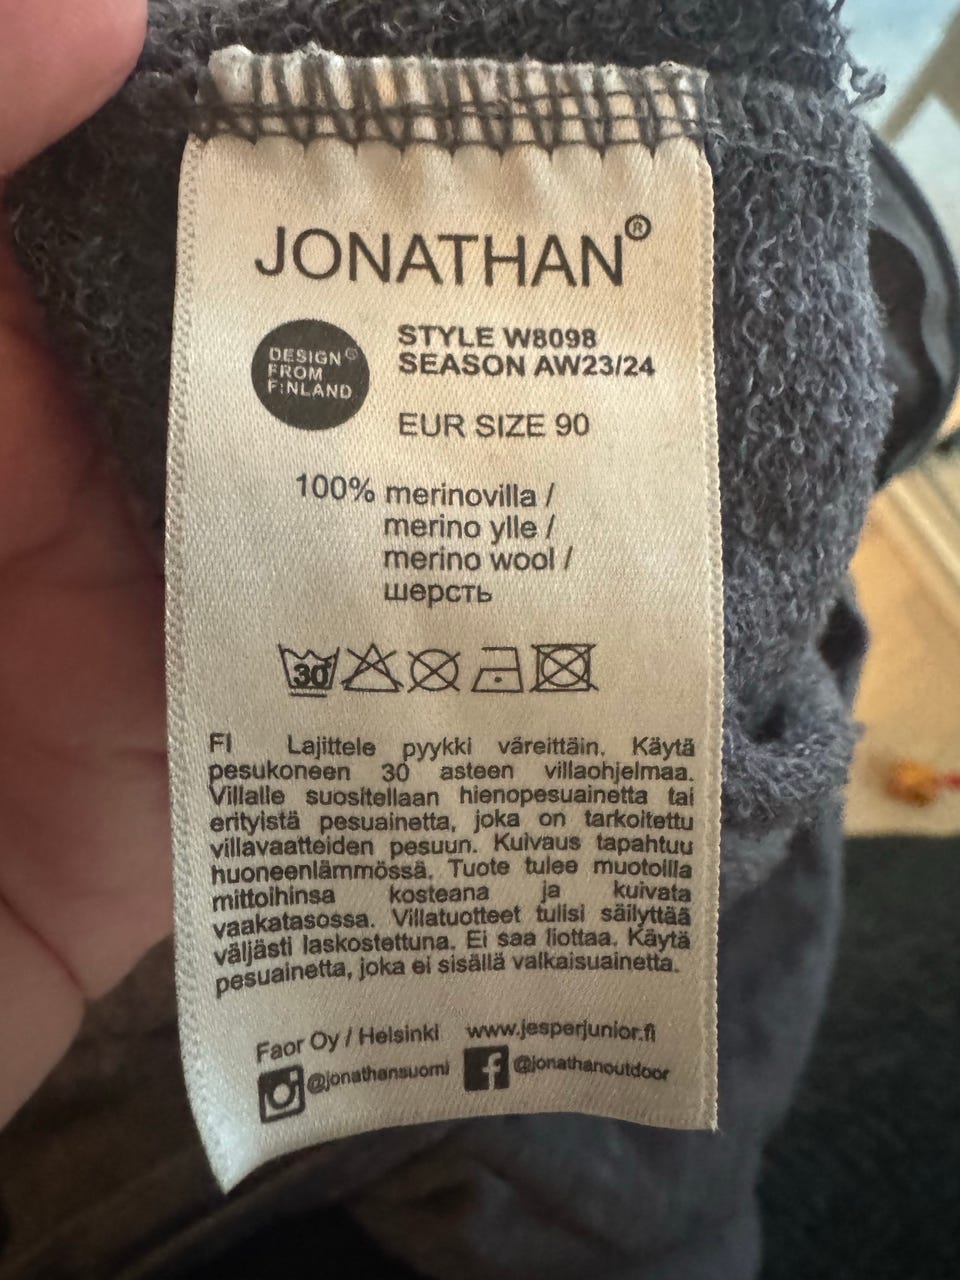 JONATHAN®
DESIGN
FROM
FINLAND
STYLE W8098
SEASON AW23/24
EUR SIZE 90
100% merinovilla /
merino ylle /
merino wool /
шерсть
30
FI Lajittele pyykki väreittäin. Käytä
pesukoneen 30 asteen villaohjelmaa.
Villalle suositellaan hienopesuainetta tai
erityistä pesuainetta, joka on tarkoitettu
villavaatteiden pesuun. Kuivaus tapahtuu
huoneenlämmössä. Tuote tulee muotoilla
mittoihinsa kosteana ja kuivata
vaakatasossa. Villatuotteet tulisi säilyttää
väljästi laskostettuna. Ei saa liottaa. Käytä
pesuainetta, joka ei sisällä valkaisuainetta.
Faor Oy / Helsinki www.jesperjunior.fi
@jonathansuomi @jonathanoutdoor